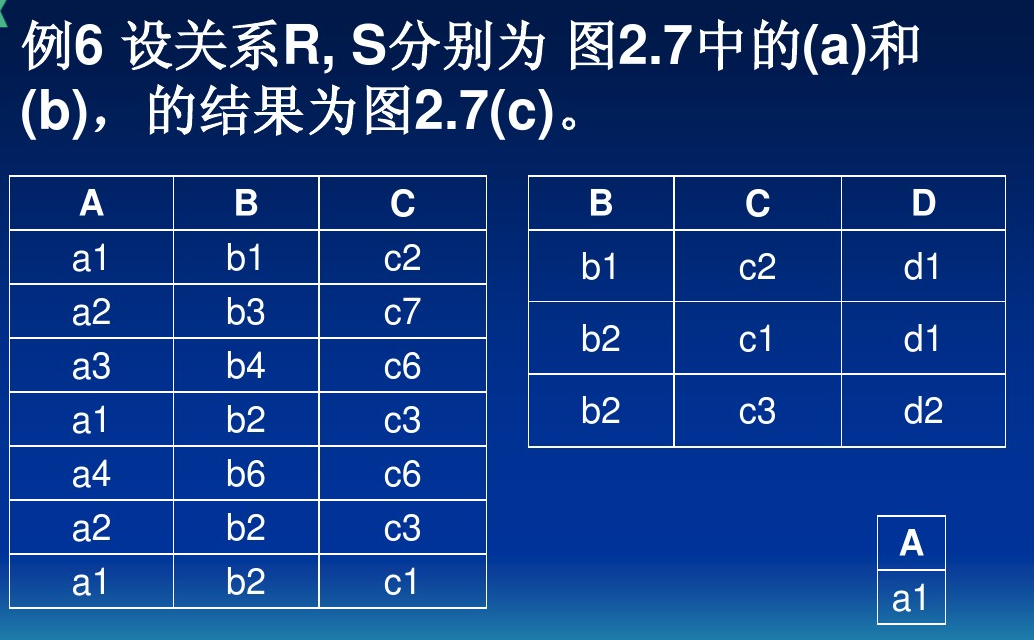 例6 设关系R, S分别为 图2.7中的(a)和
(b)，的结果为图2.7(c)。
A B C
a1 b1 c2
a2 b3 c7
a3 b4 c6
a1 b2 c3
a4 b6 c6
a2 b2 c3
a1 b2 c1
B C D
b1 c2 d1
b2 c1 d1
b2 c3 d2
A
a1